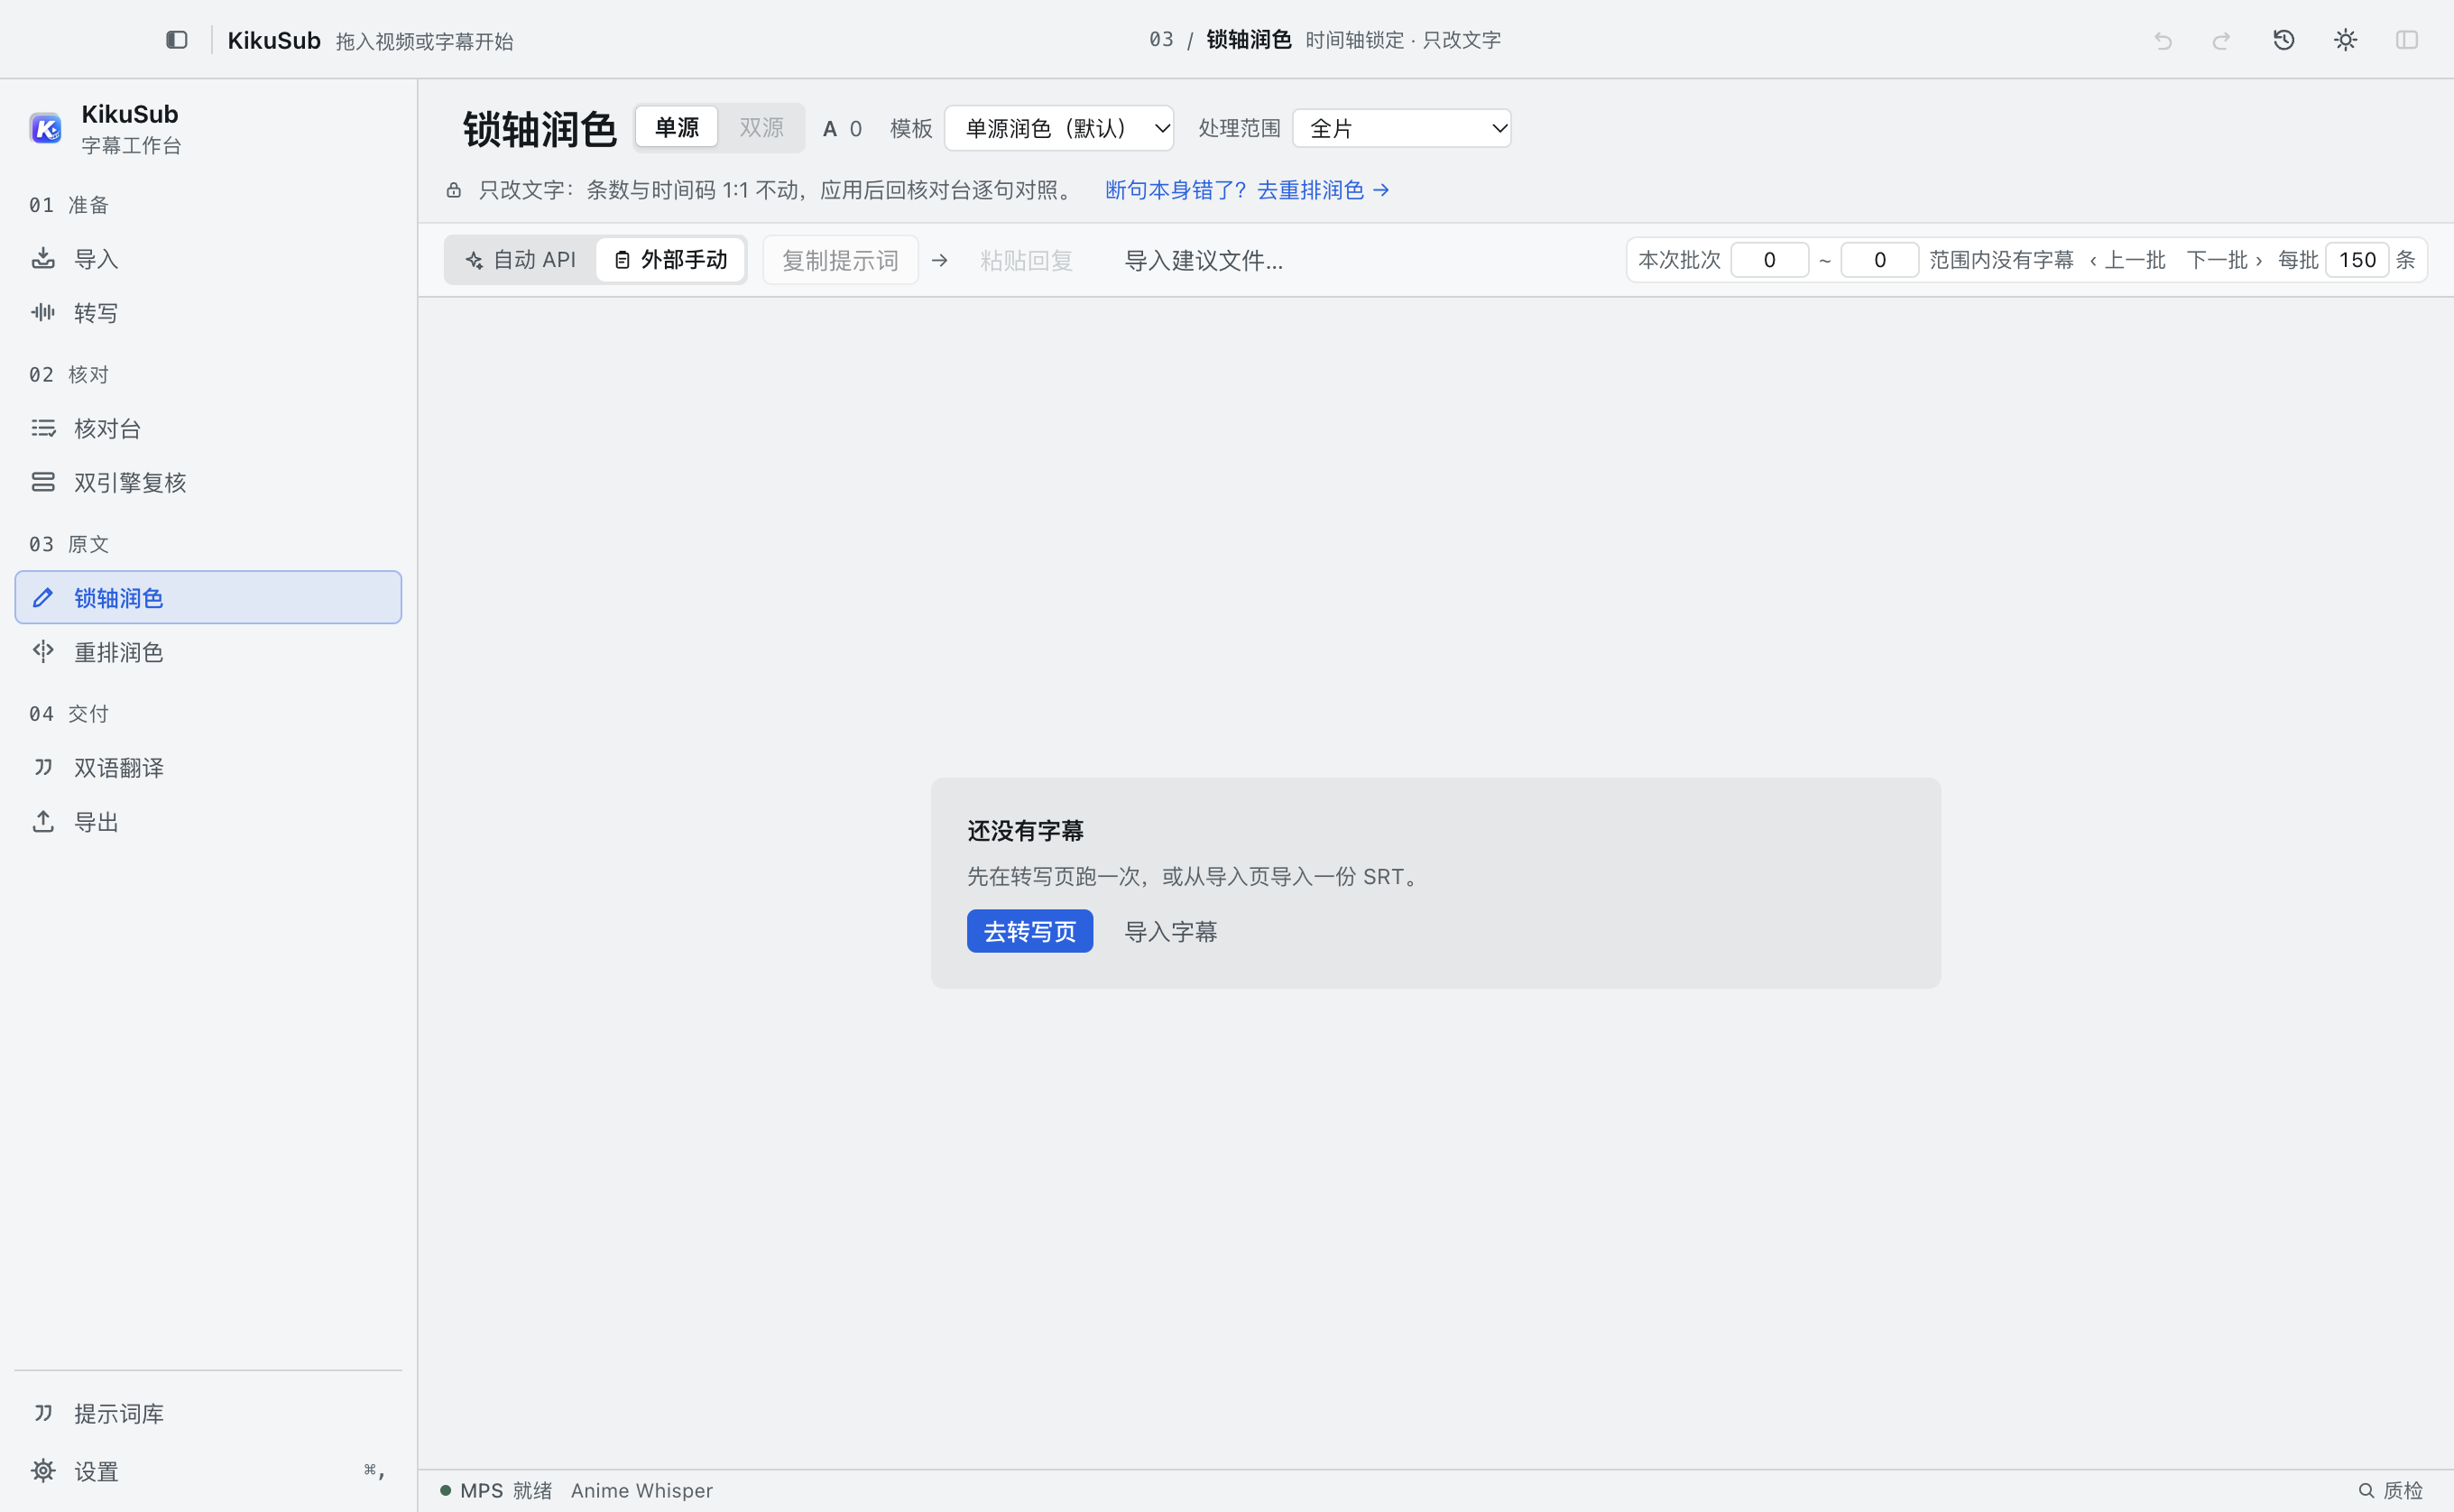 KikuSub 拖入视频或字幕开始
03 / 锁轴润色 时间轴锁定 · 只改文字
KikuSub
字幕工作台
01 准备
导入
转写
02 核对
核对台
双引擎复核
03 原文
锁轴润色
重排润色
04 交付
双语翻译
导出
提示词库
设置 ⌘,
锁轴润色 单源 双源 A 0 模板 单源润色（默认） 处理范围 全片
只改文字：条数与时间码 1:1 不动，应用后回核对台逐句对照。 断句本身错了？去重排润色 →
自动 API 外部手动 复制提示词 → 粘贴回复 导入建议文件… 本次批次 0 ~ 0 范围内没有字幕 ‹ 上一批 下一批 › 每批 150 条
还没有字幕
先在转写页跑一次，或从导入页导入一份 SRT。
去转写页 导入字幕
MPS 就绪 Anime Whisper 质检